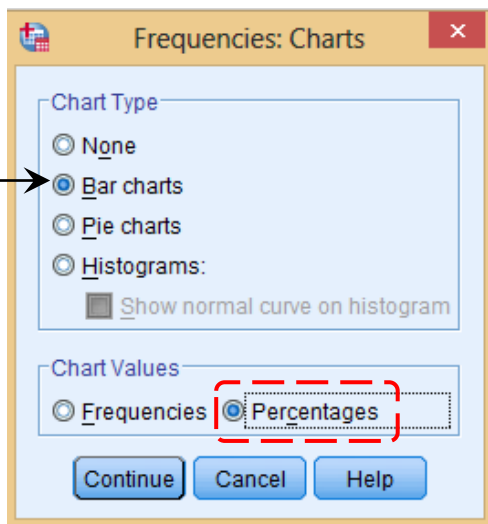 Frequencies: Charts
Chart Type
None
Bar charts
Pie charts
Histograms:
Show normal curve on histogram
Chart Values
Frequencies Percentages
Continue Cancel Help